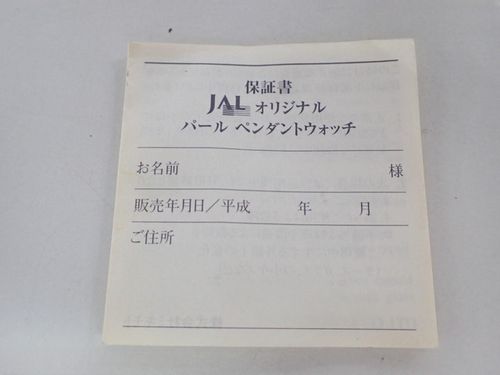 保証書
JAL オリジナル
パール ペンダントウォッチ
お名前 様
販売年月日/平成 年 月
ご住所